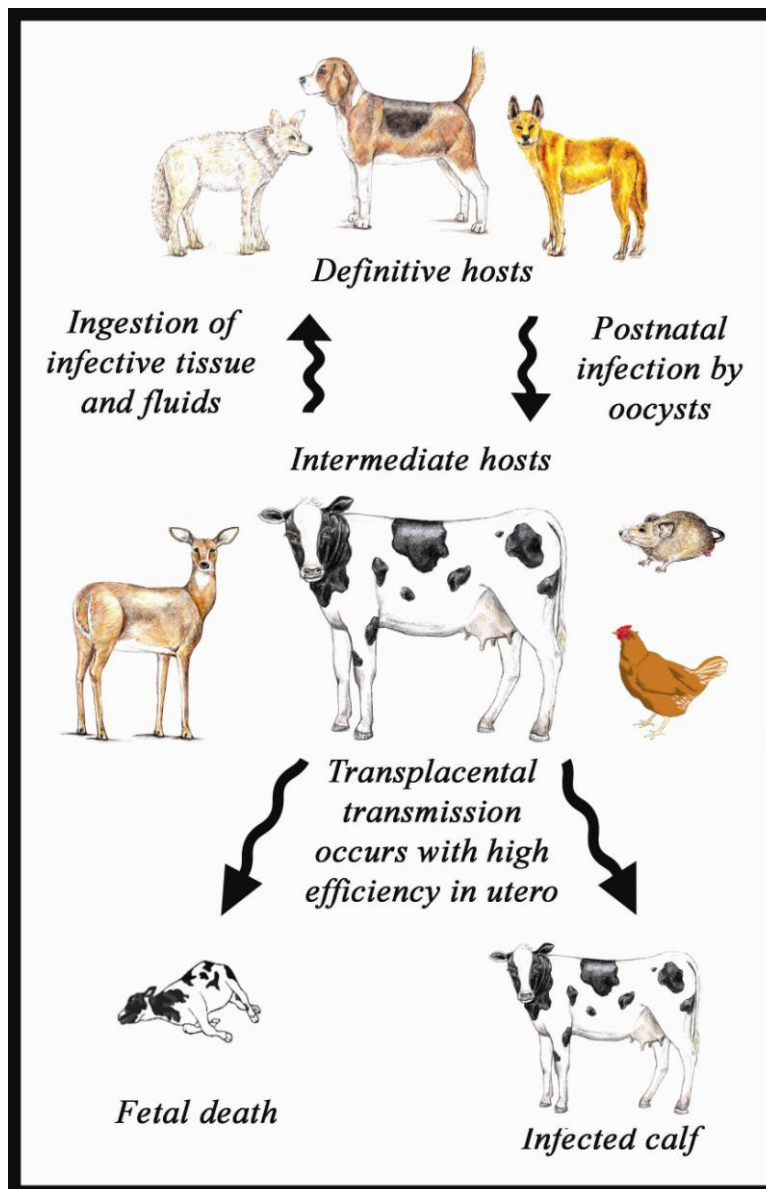 Definitive hosts
Ingestion of
infective tissue
and fluids
Postnatal
infection by
oocysts
Intermediate hosts
Transplacental
transmission
occurs with high
efficiency in utero
Fetal death
Infected calf